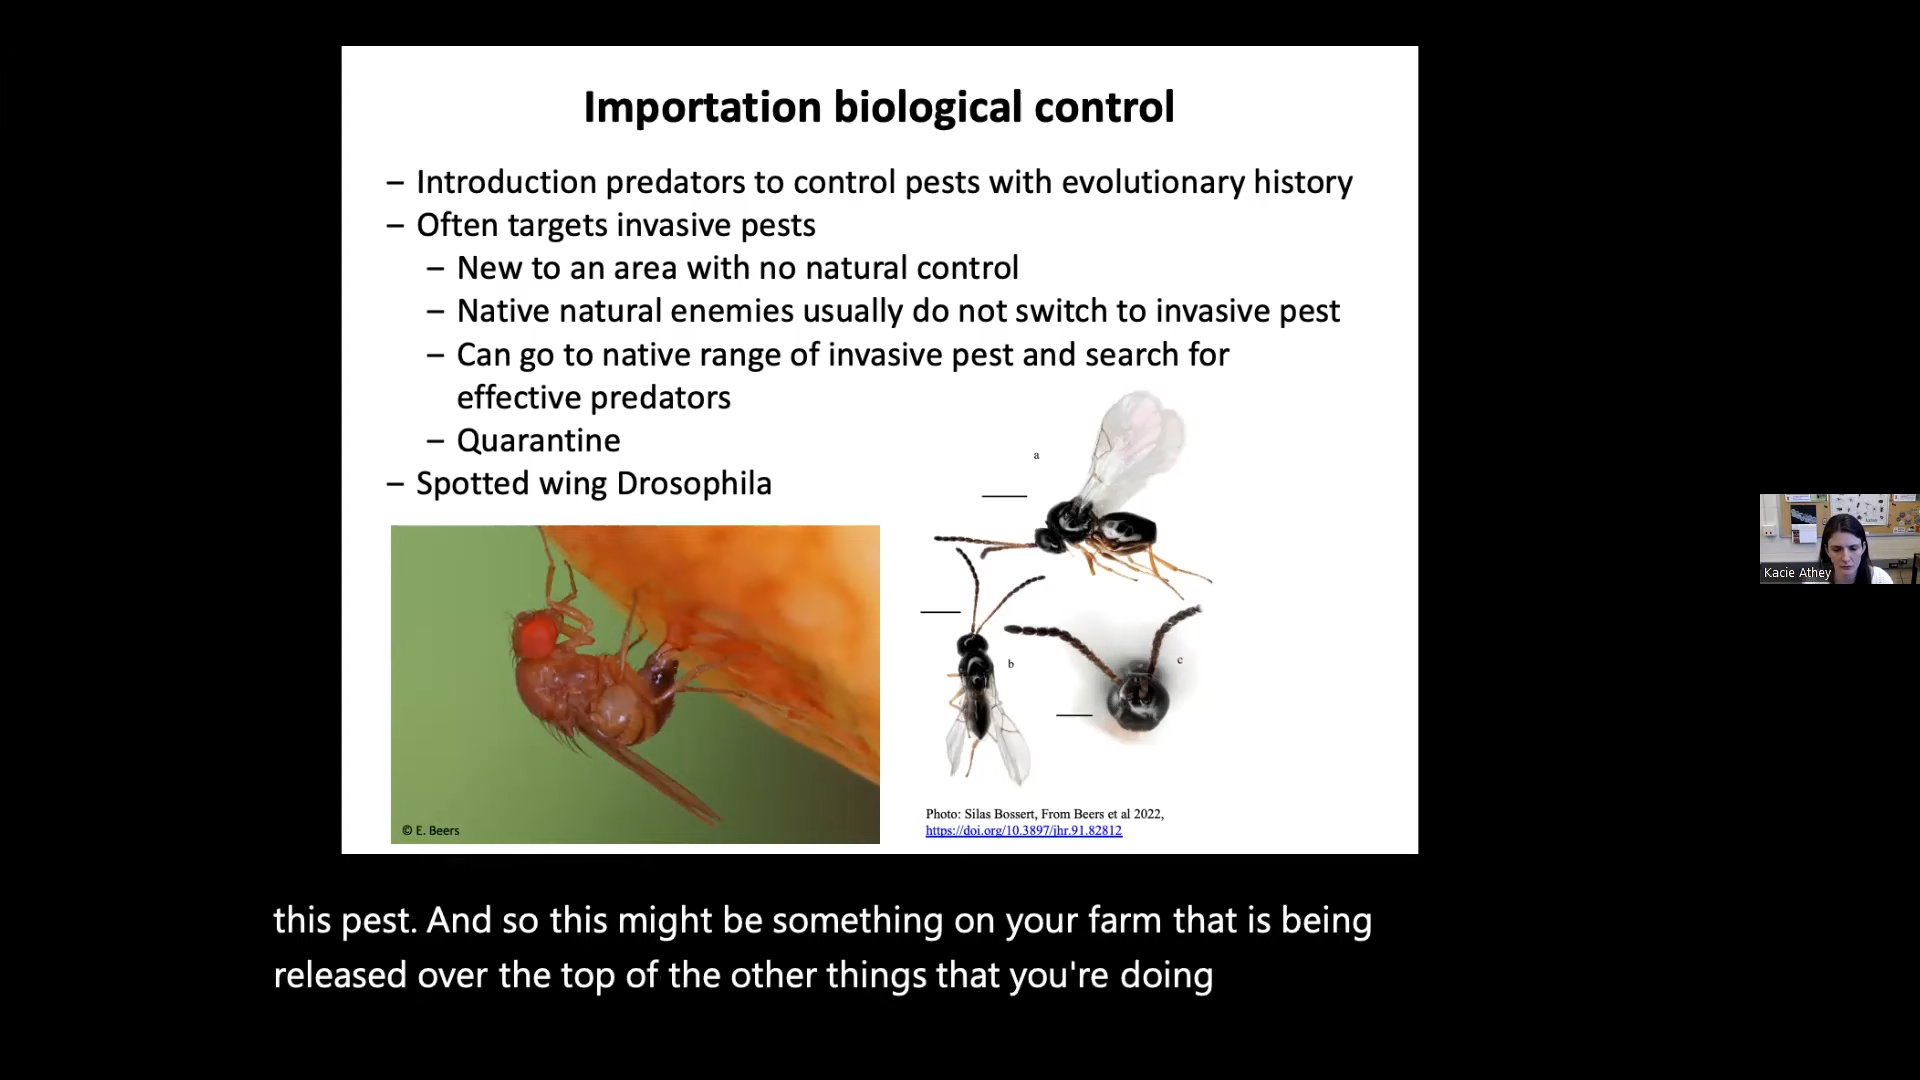 Importation biological control
– Introduction predators to control pests with evolutionary history
– Often targets invasive pests
– New to an area with no natural control
– Native natural enemies usually do not switch to invasive pest
– Can go to native range of invasive pest and search for
effective predators
– Quarantine
– Spotted wing Drosophila
a
b
c
© E. Beers
Photo: Silas Bossert, From Beers et al 2022,
https://doi.org/10.3897/jhr.91.82812
Kacie Athey
this pest. And so this might be something on your farm that is being
released over the top of the other things that you're doing